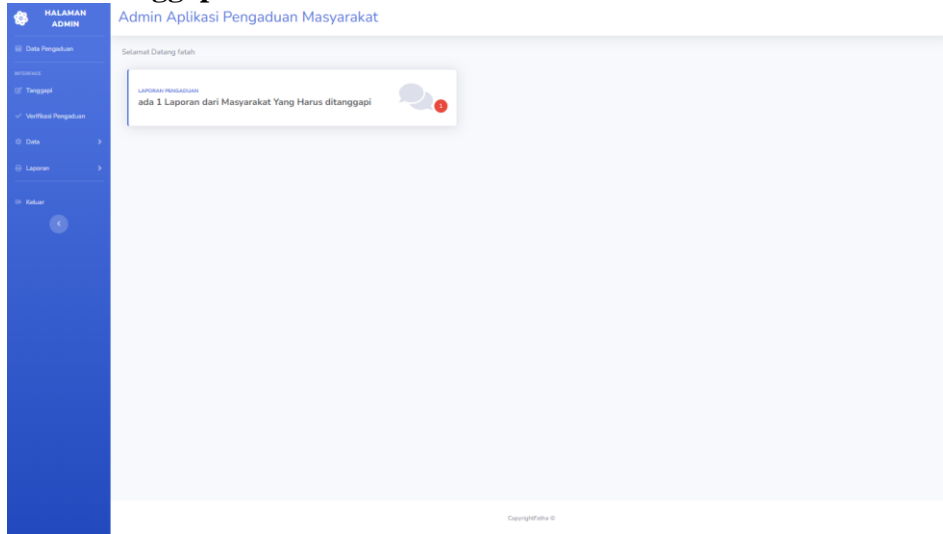 HALAMAN
ADMIN
Admin Aplikasi Pengaduan Masyarakat
Data Pengaduan
Selamat Datang fatah
INTERFACE
Tanggapi
Verifikasi Pengaduan
Data
Laporan
Keluar
LAPORAN PENGADUAN
ada 1 Laporan dari Masyarakat Yang Harus ditanggapi
1